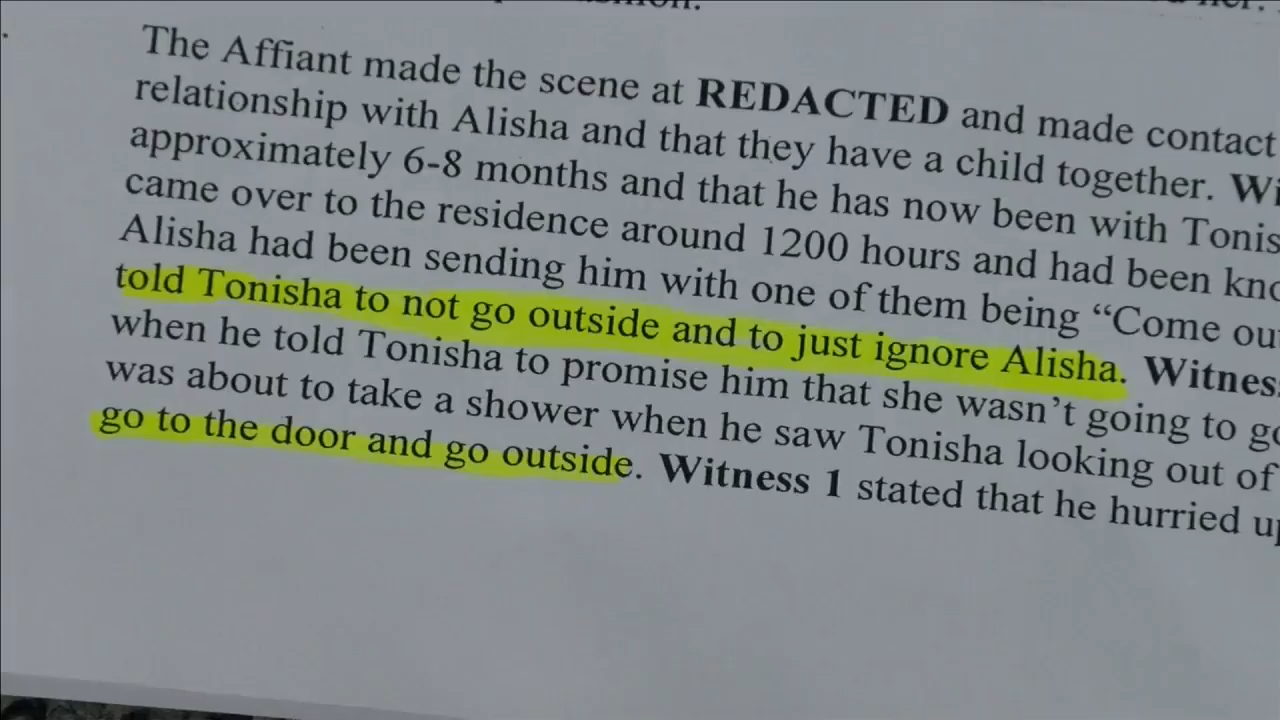 The Affiant made the scene at REDACTED and made contact
relationship with Alisha and that they have a child together.
approximately 6-8 months and that he has now been with
came over to the residence around 1200 hours and had been
Alisha had been sending him with one of them being “Come
told Tonisha to not go outside and to just ignore Alisha.
when he told Tonisha to promise him that she wasn’t going to
was about to take a shower when he saw Tonisha looking out of
go to the door and go outside. Witness 1 stated that he hurried